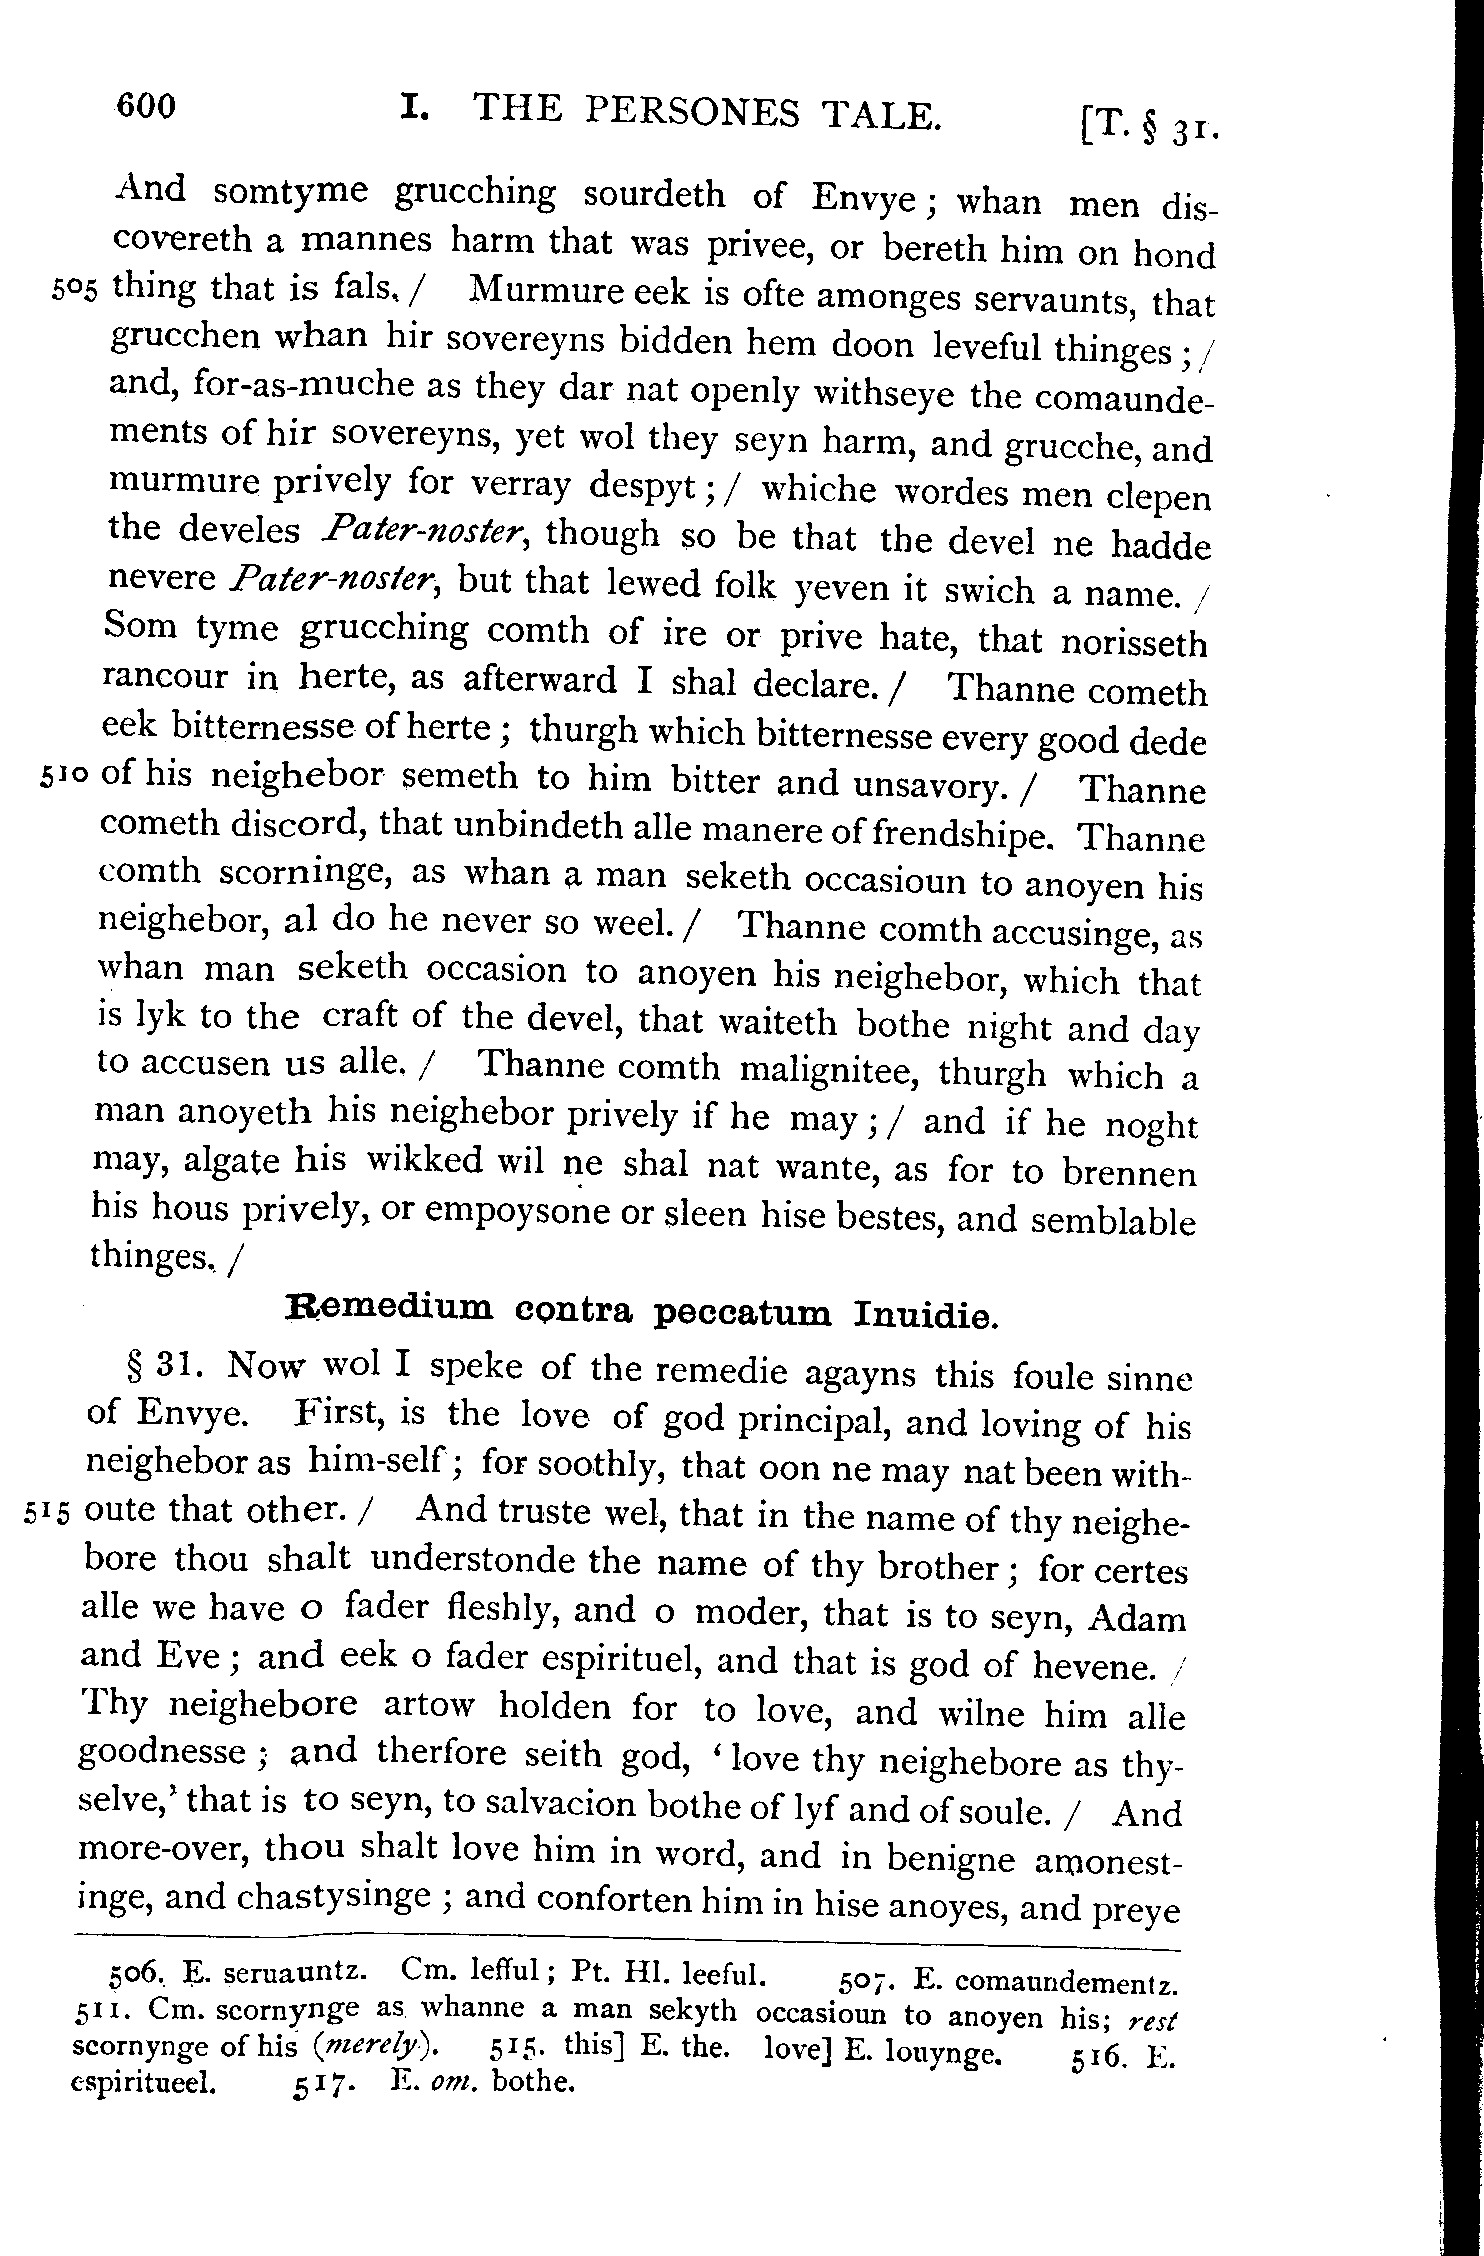 600 I. THE PERSONES TALE. [T. § 31.
And somtyme grucching sourdeth of Envye ; whan men dis-
covereth a mannes harm that was privee, or bereth him on hond
505 thing that is fals. / Murmure eek is ofte amonges servaunts, that
grucchen whan hir sovereyns bidden hem doon leveful thinges ; /
and, for-as-muche as they dar nat openly withseye the comaunde-
ments of hir sovereyns, yet wol they seyn harm, and grucche, and
murmure prively for verray despyt ; / whiche wordes men clepen
the develes Pater-noster, though so be that the devel ne hadde
nevere Pater-noster, but that lewed folk yeven it swich a name. /
Som tyme grucching comth of ire or prive hate, that norisseth
rancour in herte, as afterward I shal declare. / Thanne cometh
eek bitternesse of herte ; thurgh which bitternesse every good dede
510 of his neighebor semeth to him bitter and unsavory. / Thanne
cometh discord, that unbindeth alle manere of frendshipe. Thanne
comth scorninge, as whan a man seketh occasioun to anoyen his
neighebor, al do he never so weel. / Thanne comth accusinge, as
whan man seketh occasion to anoyen his neighebor, which that
is lyk to the craft of the devel, that waiteth bothe night and day
to accusen us alle. / Thanne comth malignitee, thurgh which a
man anoyeth his neighebor prively if he may ; / and if he noght
may, algate his wikked wil ne shal nat wante, as for to brennen
his hous prively, or empoysone or sleen hise bestes, and semblable
thinges. /
Remedium contra peccatum Inuidie.
§ 31. Now wol I speke of the remedie agayns this foule sinne
of Envye. First, is the love of god principal, and loving of his
neighebor as him-self ; for soothly, that oon ne may nat been with-
515 oute that other. / And truste wel, that in the name of thy neighe-
bore thou shalt understonde the name of thy brother ; for certes
alle we have o fader fleshly, and o moder, that is to seyn, Adam
and Eve ; and eek o fader espirituel, and that is god of hevene. /
Thy neighebore artow holden for to love, and wilne him alle
goodnesse ; and therfore seith god, ‘ love thy neighebore as thy-
selve,’ that is to seyn, to salvacion bothe of lyf and of soule. / And
more-over, thou shalt love him in word, and in benigne amonest-
inge, and chastysinge ; and conforten him in hise anoyes, and preye
506. E. seruauntz. Cm. lefful ; Pt. Hl. leeful. 507. E. comaundementz.
511. Cm. scornynge as whanne a man sekyth occasioun to anoyen his; rest
scornynge of his (merely). 515. this] E. the. love] E. louynge. 516. E.
espiritueel. 517. E. om. bothe.